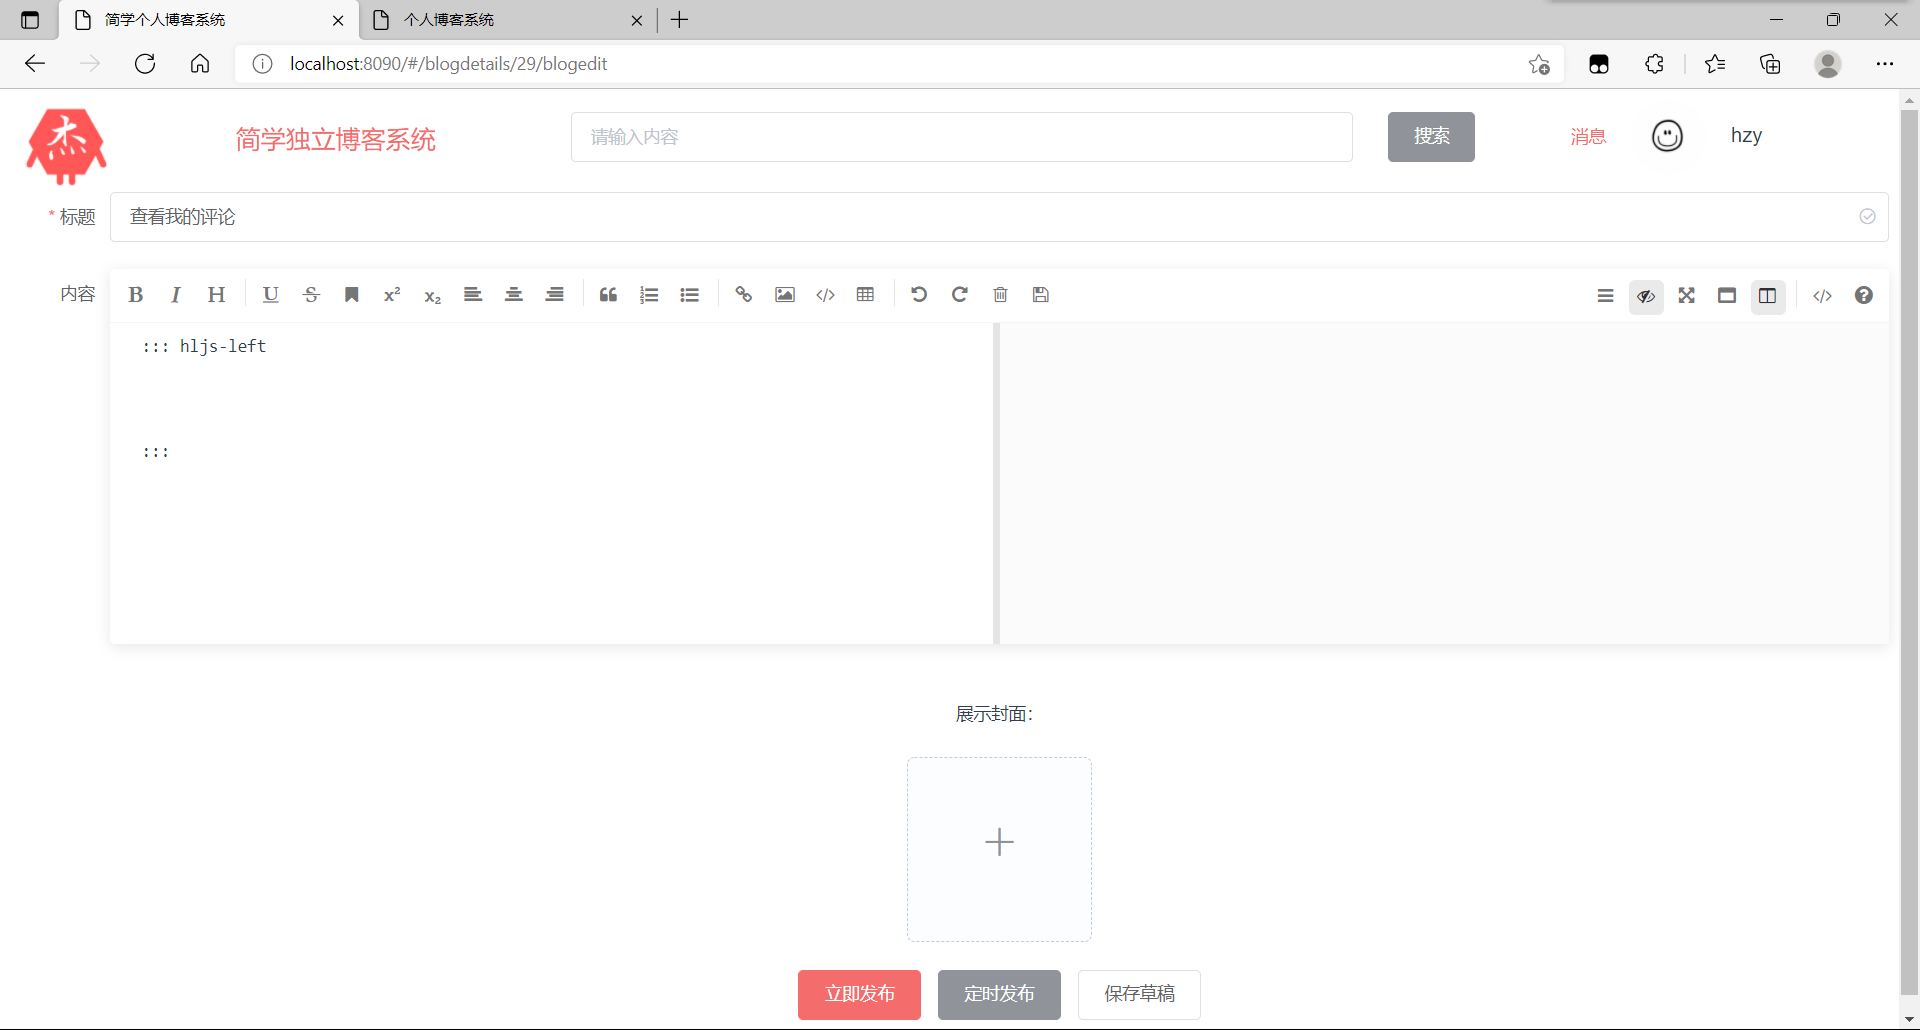 简学个人博客系统
个人博客系统
localhost:8090/#/blogdetails/29/blogedit
杰
简学独立博客系统
请输入内容
搜索
消息
hzy
* 标题
查看我的评论
内容
B I H U S x² x₂
::: hljs-left
:::
展示封面：
立即发布
定时发布
保存草稿